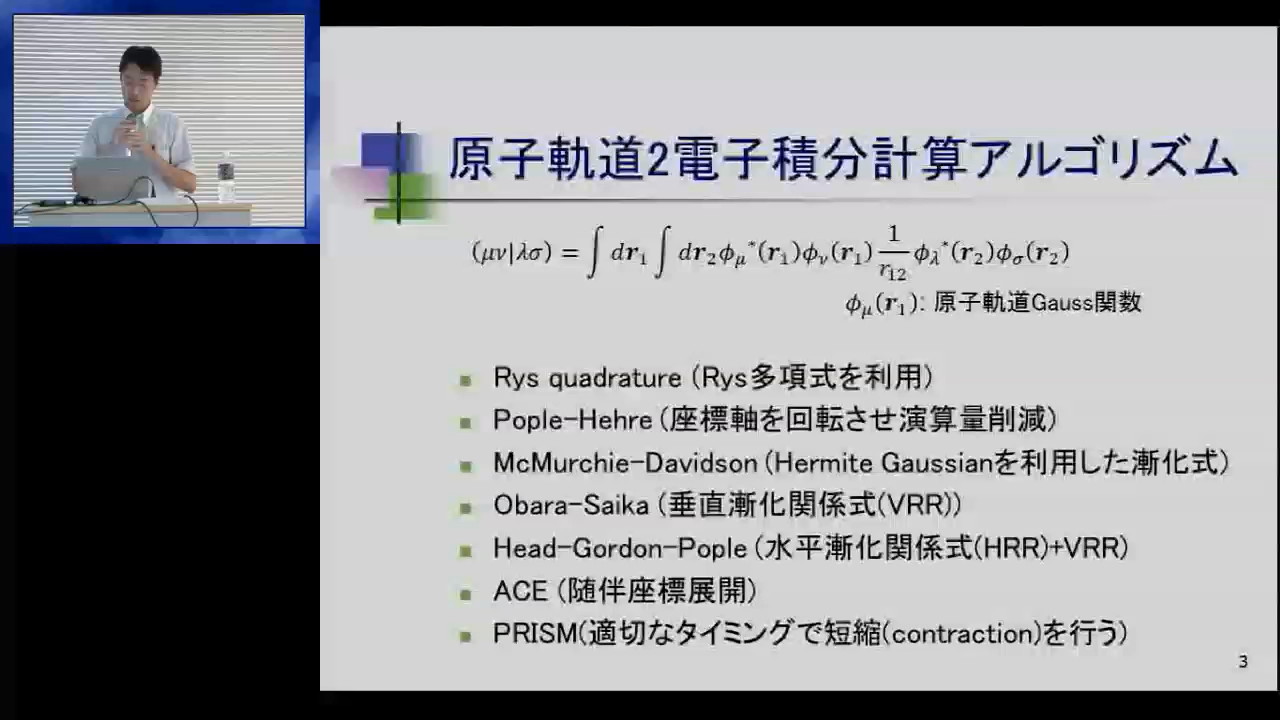 原子軌道2電子積分計算アルゴリズム
(μν|λσ) = ∫ d𝒓₁ ∫ d𝒓₂ ϕ_μ*(𝒓₁) ϕ_ν(𝒓₁) 1/r₁₂ ϕ_λ*(𝒓₂) ϕ_σ(𝒓₂)
ϕ_μ(𝒓₁): 原子軌道Gauss関数
Rys quadrature (Rys多項式を利用)
Pople-Hehre (座標軸を回転させ演算量削減)
McMurchie-Davidson (Hermite Gaussianを利用した漸化式)
Obara-Saika (垂直漸化関係式(VRR))
Head-Gordon-Pople (水平漸化関係式(HRR)+VRR)
ACE (随伴座標展開)
PRISM(適切なタイミングで短縮(contraction)を行う)
3